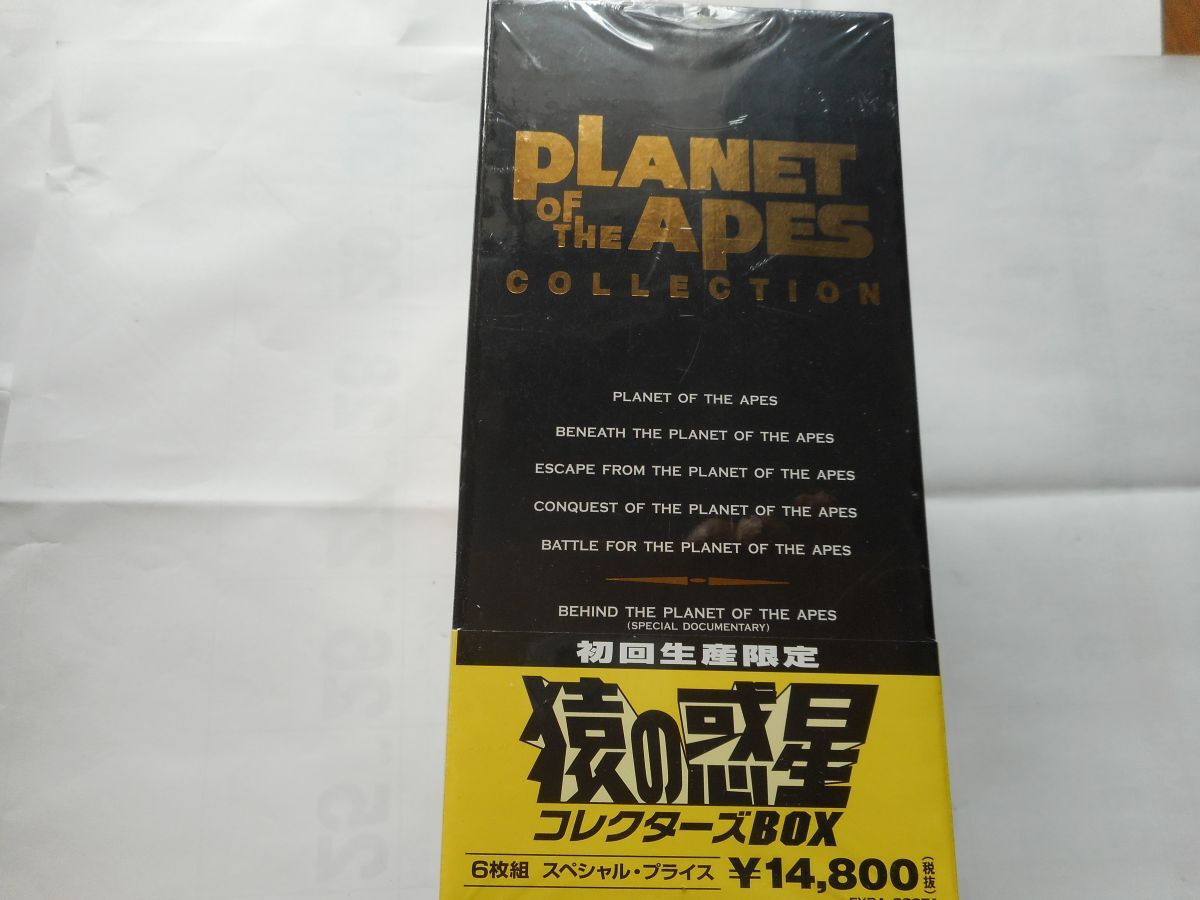 PLANET
OF THE APES
COLLECTION
PLANET OF THE APES
BENEATH THE PLANET OF THE APES
ESCAPE FROM THE PLANET OF THE APES
CONQUEST OF THE PLANET OF THE APES
BATTLE FOR THE PLANET OF THE APES
BEHIND THE PLANET OF THE APES
(SPECIAL DOCUMENTARY)
初回生産限定
猿の惑星
コレクターズBOX
6枚組 スペシャル・プライス ¥14,800(税抜)